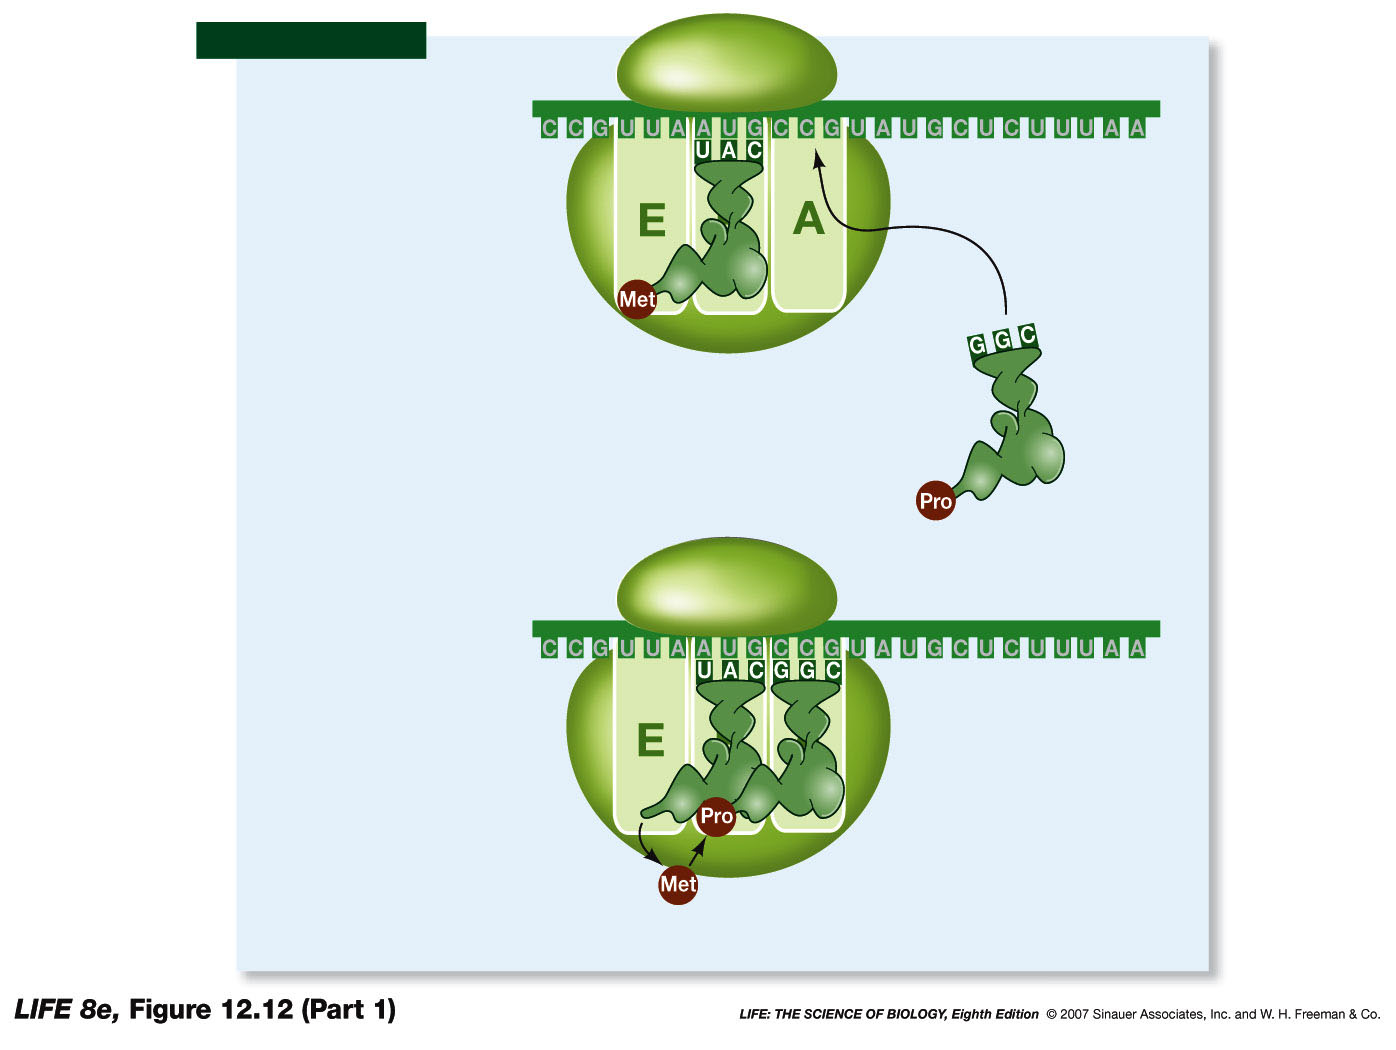 C C G U U A A U G C C G U A U G C U C U U U A A
U A C
E
A
Met
G G C
Pro
C C G U U A A U G C C G U A U G C U C U U U A A
U A C G G C
E
Pro
Met
LIFE 8e, Figure 12.12 (Part 1)
LIFE: THE SCIENCE OF BIOLOGY, Eighth Edition © 2007 Sinauer Associates, Inc. and W. H. Freeman & Co.